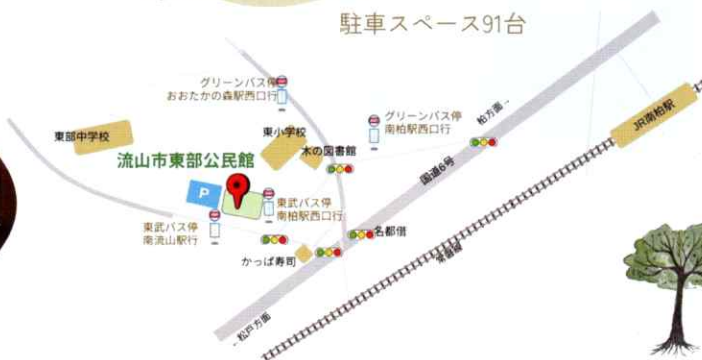 駐車スペース91台
グリーンバス停
おおたかの森駅西口行
グリーンバス停
南柏駅西口行
柏方面→
JR南柏駅
東部中学校
東小学校
木の図書館
流山市東部公民館
国道6号
P
東武バス停
南柏駅西口行
東武バス停
南流山駅行
名都借
かっぱ寿司
←松戸方面